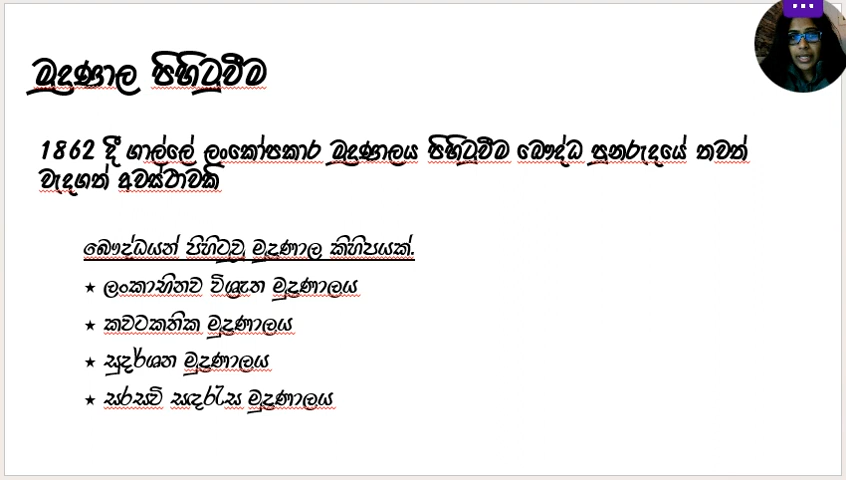 මුද්‍රණාල පිහිටුවීම
1862 දී ගාල්ලේ ලංකෝපකාර මුද්‍රණාලය පිහිටුවීම බෞද්ධ පුනරුදයේ තවත්
වැදගත් අවස්ථාවකි
බෞද්ධයන් පිහිටුවූ මුද්‍රණාල කිහිපයක්.
★ ලංකාභිනව විශ්‍රැත මුද්‍රණාලය
★ කවටකතික මුද්‍රණාලය
★ සුදර්ශන මුද්‍රණාලය
★ සරසවි සඳරැස මුද්‍රණාලය